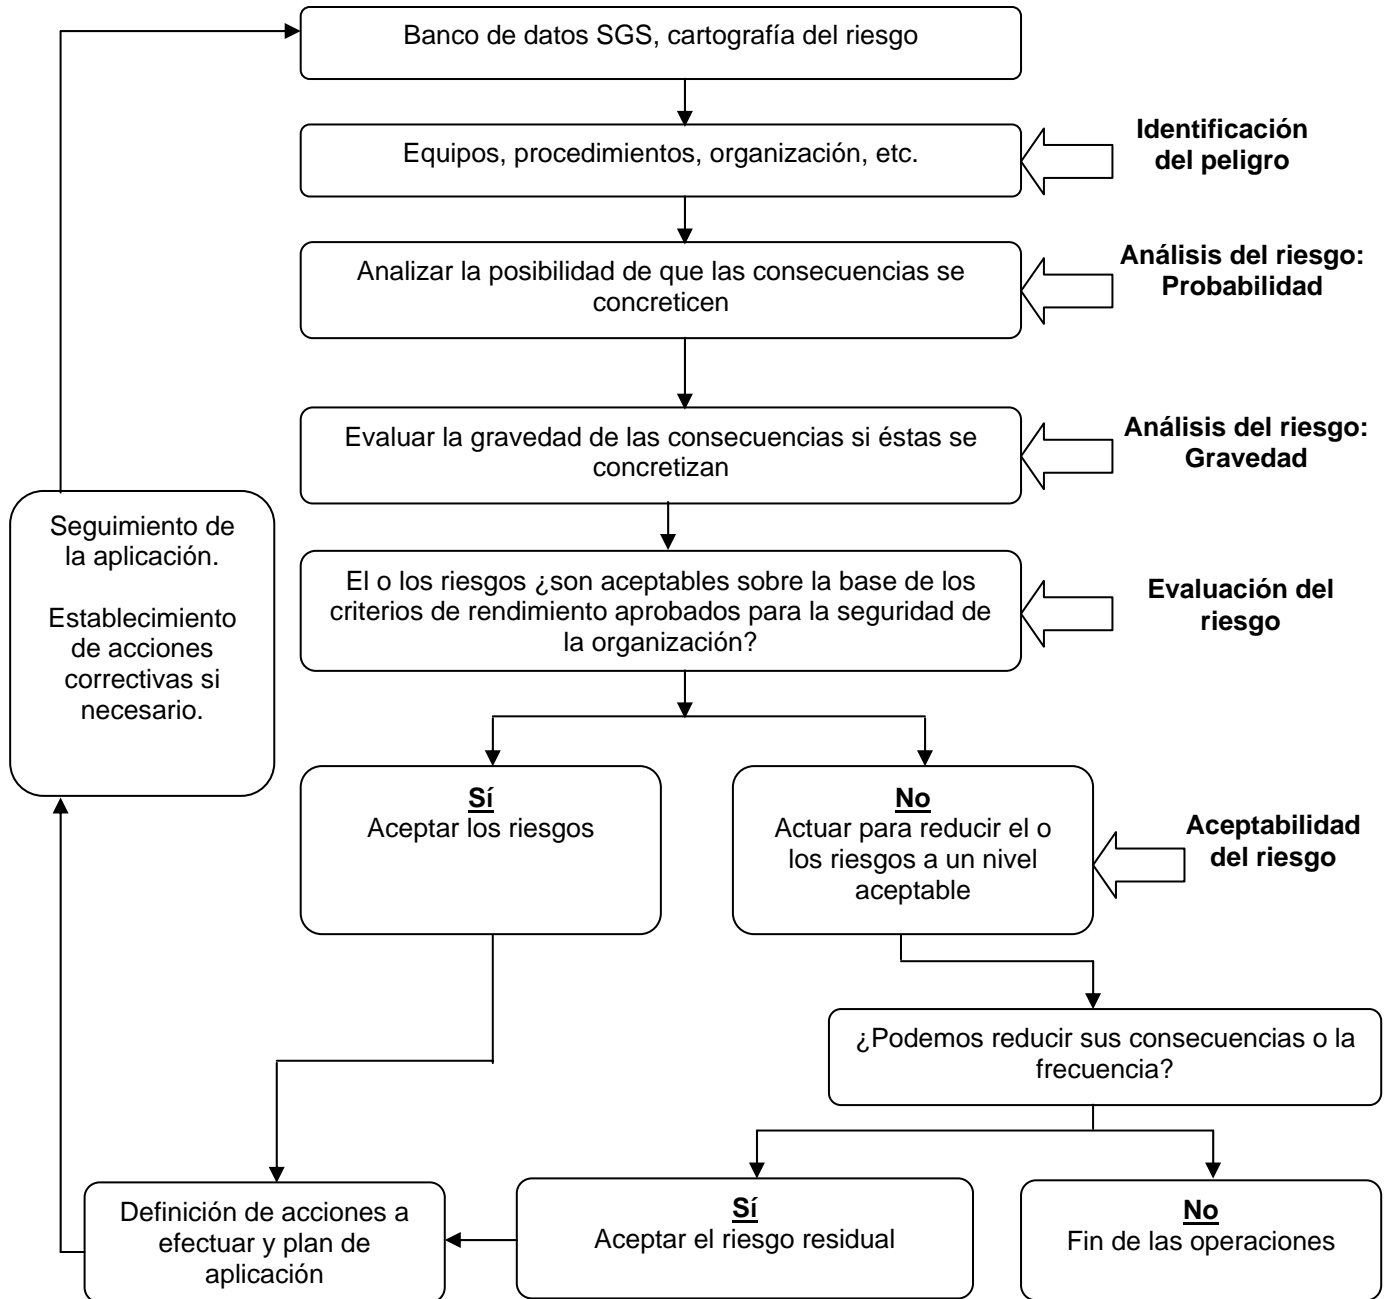 Banco de datos SGS, cartografía del riesgo
Equipos, procedimientos, organización, etc.
Identificación
del peligro
Analizar la posibilidad de que las consecuencias se
concreticen
Análisis del riesgo:
Probabilidad
Evaluar la gravedad de las consecuencias si éstas se
concretizan
Análisis del riesgo:
Gravedad
Seguimiento de
la aplicación.
Establecimiento
de acciones
correctivas si
necesario.
El o los riesgos ¿son aceptables sobre la base de los
criterios de rendimiento aprobados para la seguridad de
la organización?
Evaluación del
riesgo
Sí
Aceptar los riesgos
No
Actuar para reducir el o
los riesgos a un nivel
aceptable
Aceptabilidad
del riesgo
¿Podemos reducir sus consecuencias o la
frecuencia?
Definición de acciones a
efectuar y plan de
aplicación
Sí
Aceptar el riesgo residual
No
Fin de las operaciones